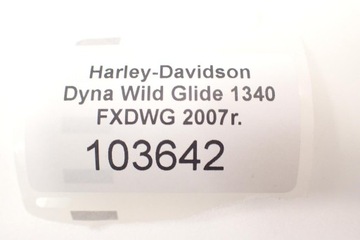 Harley-Davidson
Dyna Wild Glide 1340
FXDWG 2007r.
103642